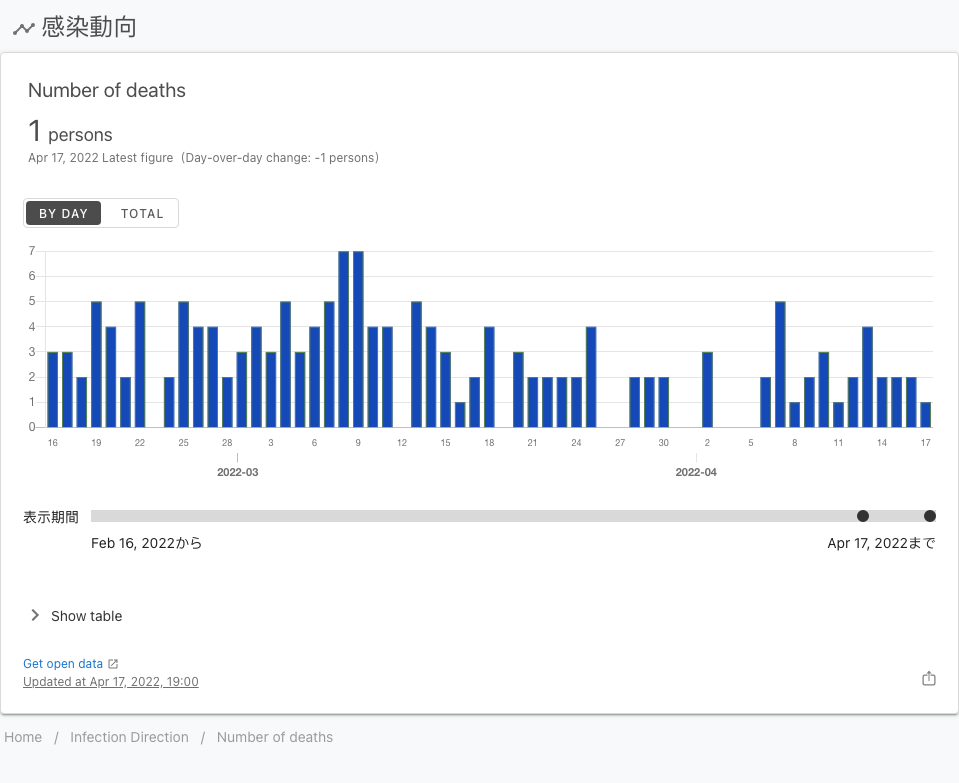 感染動向
Number of deaths
1 persons
Apr 17, 2022 Latest figure (Day-over-day change: -1 persons)
BY DAY TOTAL
7
6
5
4
3
2
1
0
16 19 22 25 28 3 6 9 12 15 18 21 24 27 30 2 5 8 11 14 17
2022-03 2022-04
表示期間
Feb 16, 2022から Apr 17, 2022まで
Show table
Get open data
Updated at Apr 17, 2022, 19:00
Home / Infection Direction / Number of deaths